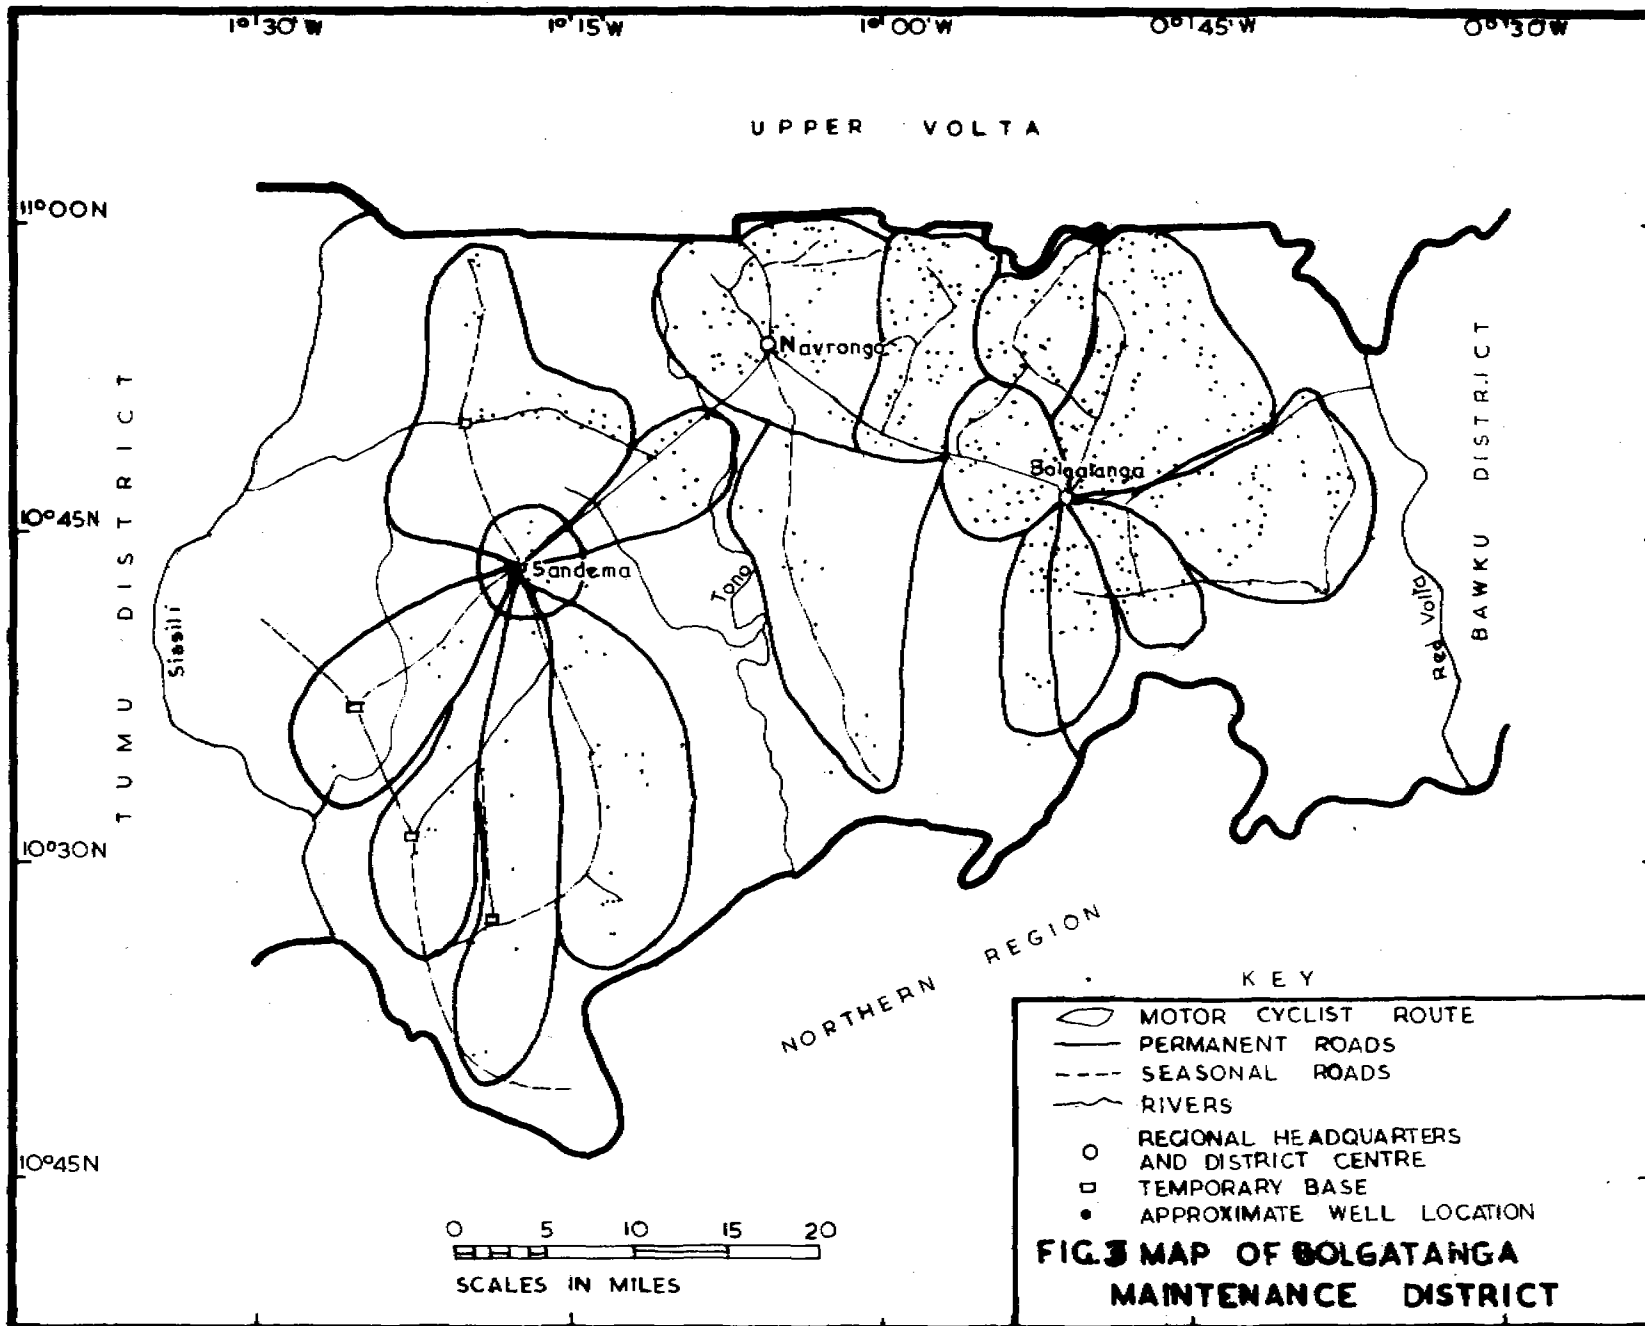 1°30'W 1°15'W 1°00'W 0°45'W 0°30W
UPPER VOLTA
11°00N
Navrongo
TUMU DISTRICT
BAWKU DISTRICT
Bolgatanga
10°45N
Sandema
Tono
Sissili
Red Volta
10°30N
NORTHERN REGION
10°45N
KEY
MOTOR CYCLIST ROUTE
PERMANENT ROADS
SEASONAL ROADS
RIVERS
REGIONAL HEADQUARTERS
AND DISTRICT CENTRE
TEMPORARY BASE
APPROXIMATE WELL LOCATION
0 5 10 15 20
SCALES IN MILES
FIG.3 MAP OF BOLGATANGA
MAINTENANCE DISTRICT